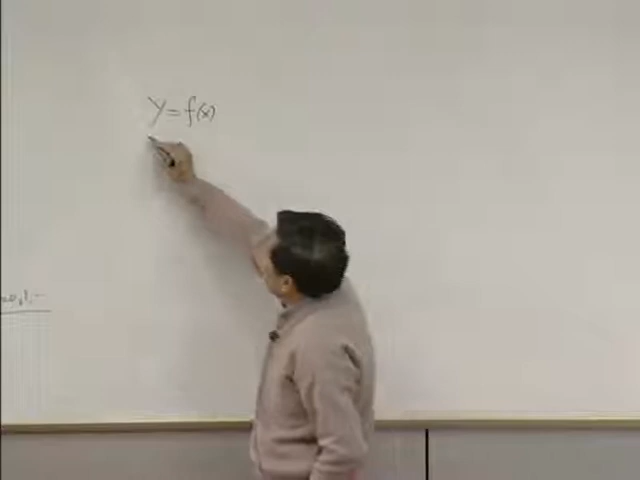 y = f(x)